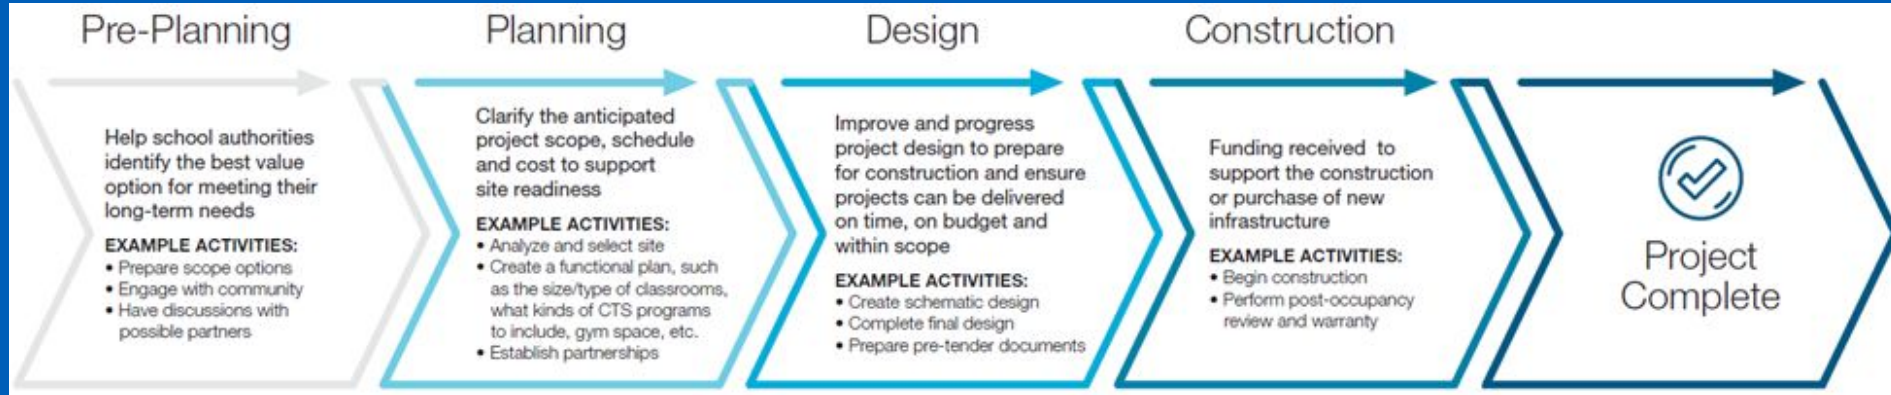 Pre-Planning
Help school authorities
identify the best value
option for meeting their
long-term needs
EXAMPLE ACTIVITIES:
• Prepare scope options
• Engage with community
• Have discussions with
possible partners
Planning
Clarify the anticipated
project scope, schedule
and cost to support
site readiness
EXAMPLE ACTIVITIES:
• Analyze and select site
• Create a functional plan, such
as the size/type of classrooms,
what kinds of CTS programs
to include, gym space, etc.
• Establish partnerships
Design
Improve and progress
project design to prepare
for construction and ensure
projects can be delivered
on time, on budget and
within scope
EXAMPLE ACTIVITIES:
• Create schematic design
• Complete final design
• Prepare pre-tender documents
Construction
Funding received to
support the construction
or purchase of new
infrastructure
EXAMPLE ACTIVITIES:
• Begin construction
• Perform post-occupancy
review and warranty
Project
Complete